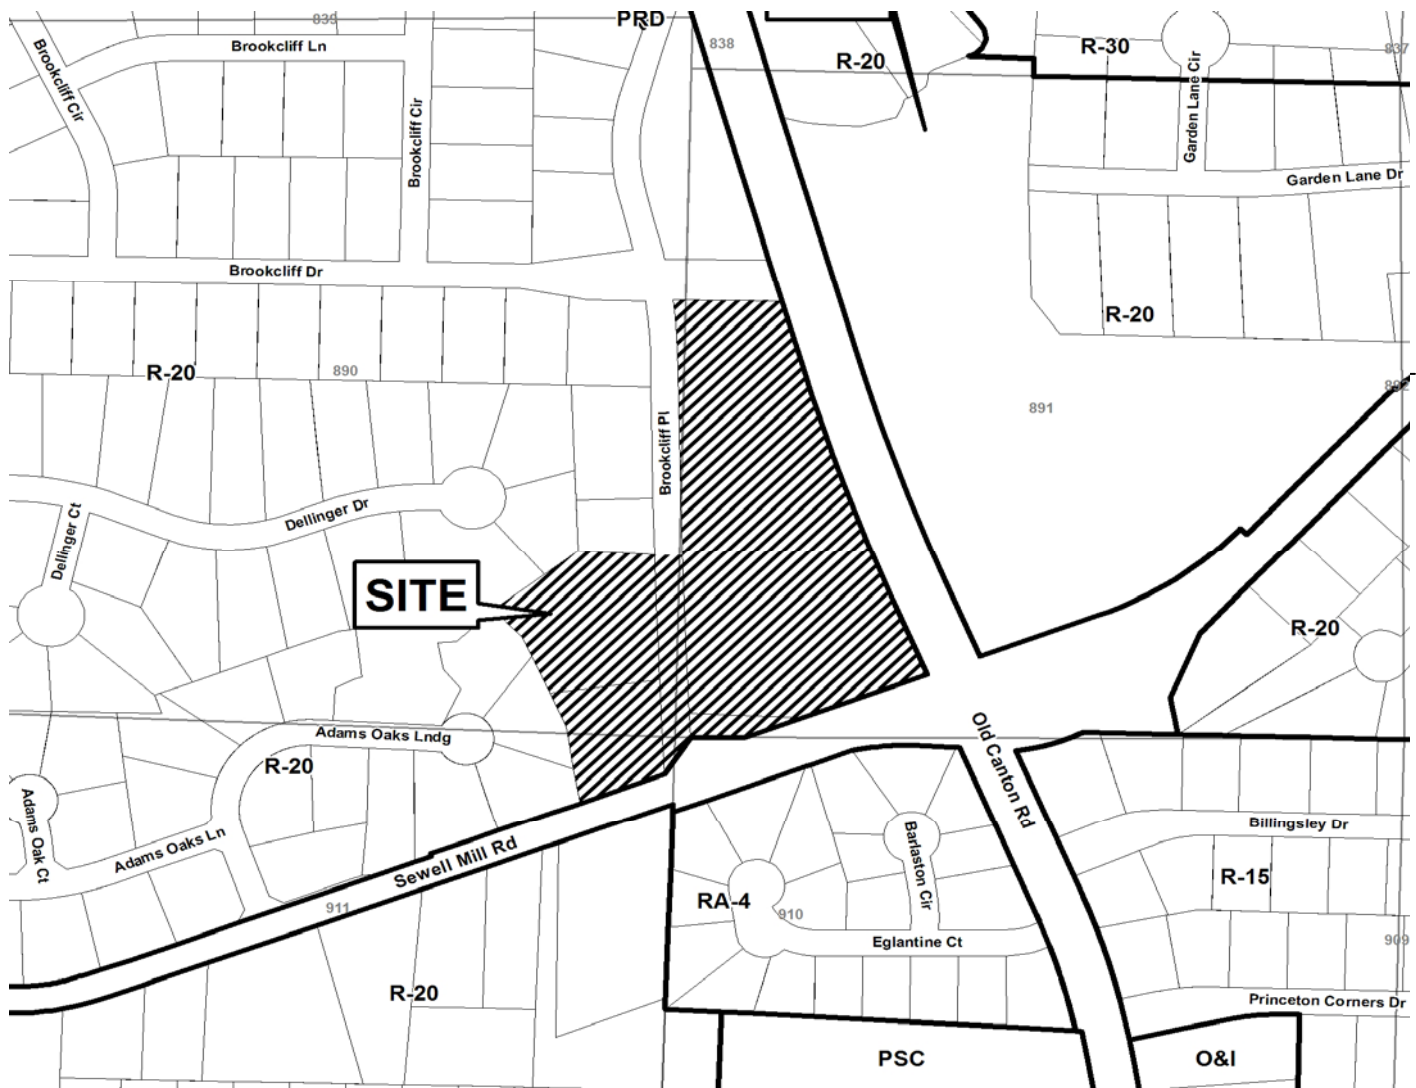 839
PRD
838
R-20
R-30
837
Brookcliff Ln
Brookcliff Cir
Brookcliff Cir
Garden Lane Cir
Garden Lane Dr
Brookcliff Dr
R-20
R-20
890
892
891
Brookcliff Pl
Dellinger Dr
Dellinger Ct
SITE
R-20
Adams Oaks Lndg
R-20
Old Canton Rd
Adams Oak Ct
Adams Oaks Ln
Sewell Mill Rd
Barlaston Cir
Billingsley Dr
R-15
RA-4
910
911
Eglantine Ct
909
R-20
Princeton Corners Dr
PSC
O&I